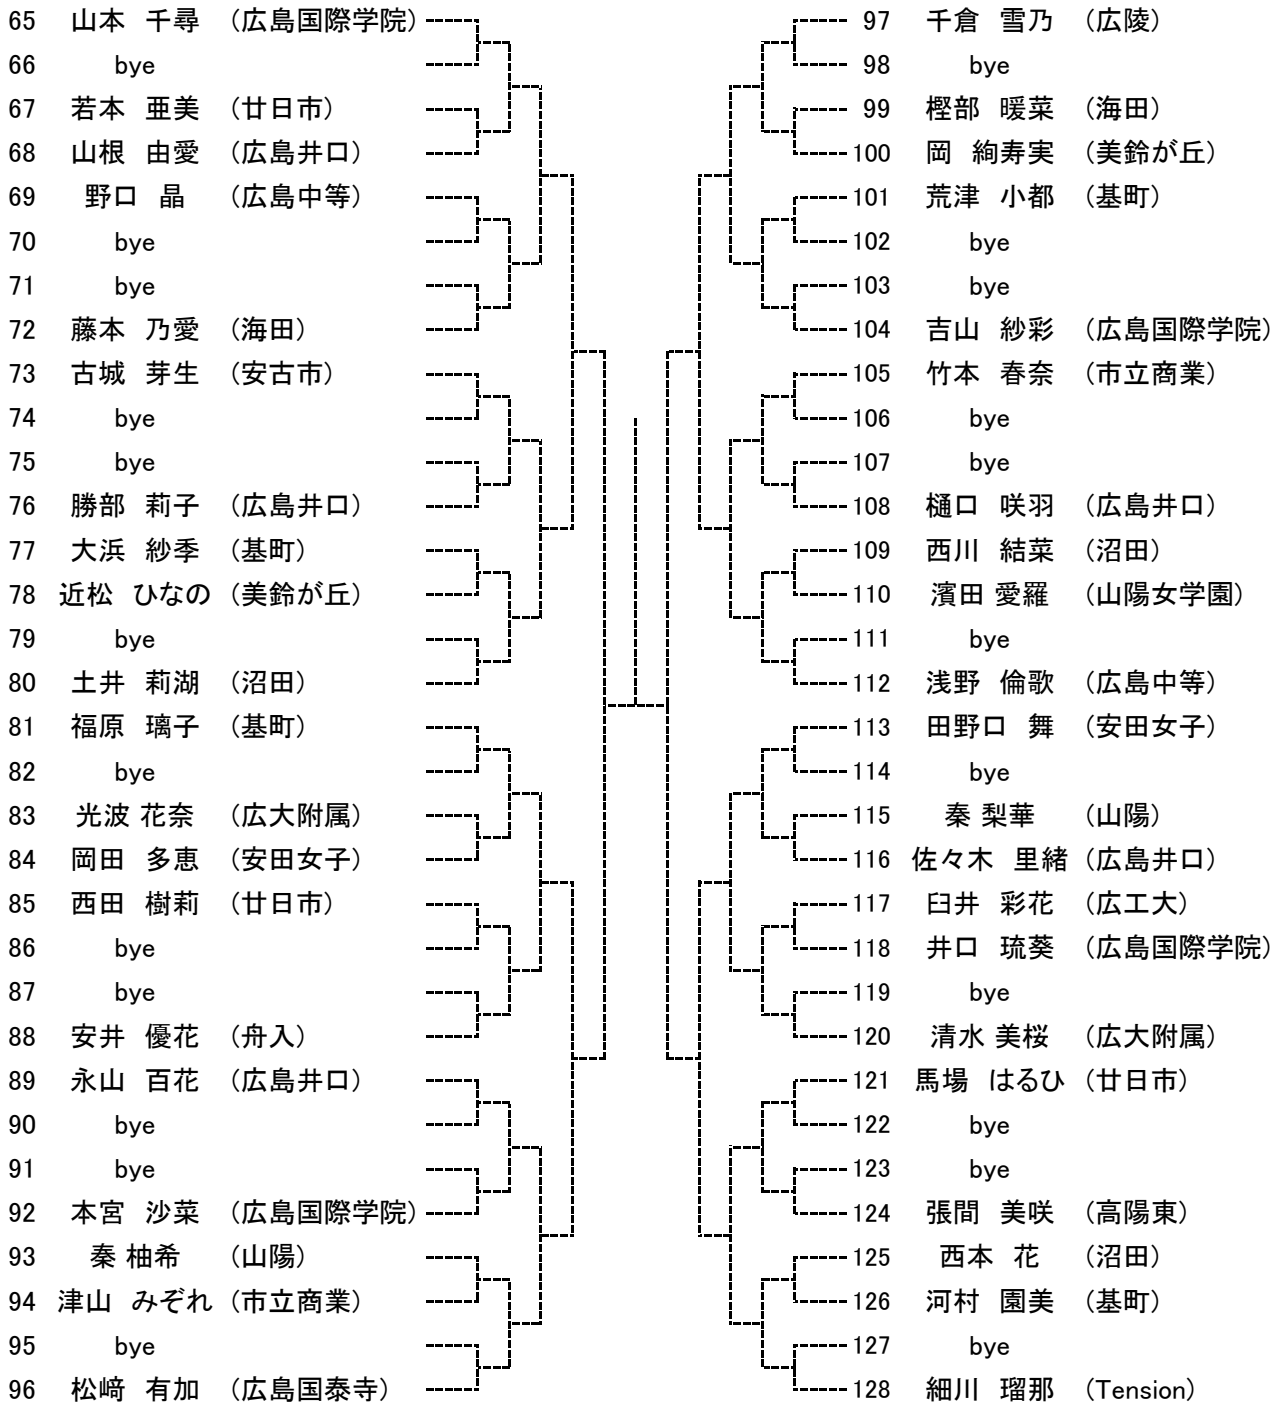 65 山本 千尋 (広島国際学院)
66 bye
67 若本 亜美 (廿日市)
68 山根 由愛 (広島井口)
69 野口 晶 (広島中等)
70 bye
71 bye
72 藤本 乃愛 (海田)
73 古城 芽生 (安古市)
74 bye
75 bye
76 勝部 莉子 (広島井口)
77 大浜 紗季 (基町)
78 近松 ひなの (美鈴が丘)
79 bye
80 土井 莉湖 (沼田)
81 福原 璃子 (基町)
82 bye
83 光波 花奈 (広大附属)
84 岡田 多恵 (安田女子)
85 西田 樹莉 (廿日市)
86 bye
87 bye
88 安井 優花 (舟入)
89 永山 百花 (広島井口)
90 bye
91 bye
92 本宮 沙菜 (広島国際学院)
93 秦 柚希 (山陽)
94 津山 みぞれ (市立商業)
95 bye
96 松﨑 有加 (広島国泰寺)
97 千倉 雪乃 (広陵)
98 bye
99 樫部 暖菜 (海田)
100 岡 絢寿実 (美鈴が丘)
101 荒津 小都 (基町)
102 bye
103 bye
104 吉山 紗彩 (広島国際学院)
105 竹本 春奈 (市立商業)
106 bye
107 bye
108 樋口 咲羽 (広島井口)
109 西川 結菜 (沼田)
110 濱田 愛羅 (山陽女学園)
111 bye
112 浅野 倫歌 (広島中等)
113 田野口 舞 (安田女子)
114 bye
115 秦 梨華 (山陽)
116 佐々木 里緒 (広島井口)
117 臼井 彩花 (広工大)
118 井口 琉葵 (広島国際学院)
119 bye
120 清水 美桜 (広大附属)
121 馬場 はるひ (廿日市)
122 bye
123 bye
124 張間 美咲 (高陽東)
125 西本 花 (沼田)
126 河村 園美 (基町)
127 bye
128 細川 瑠那 (Tension)